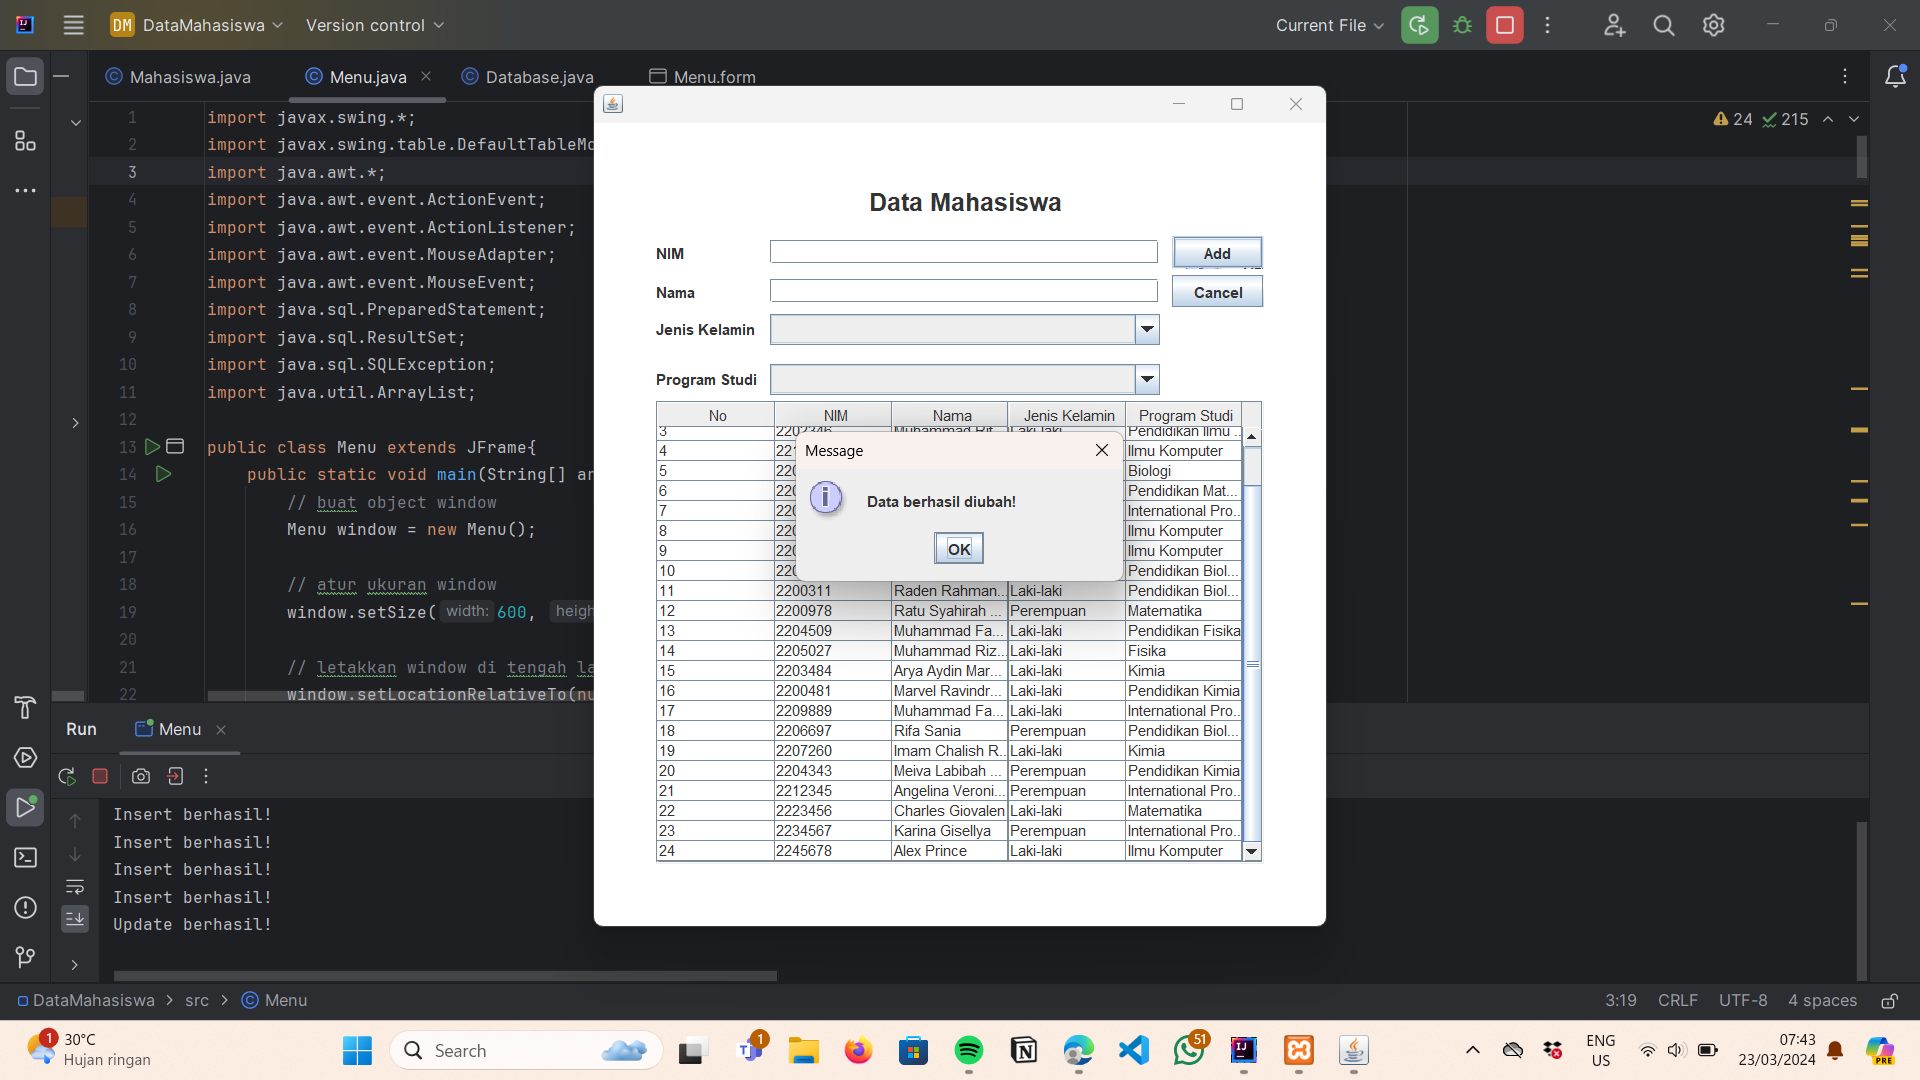 DM DataMahasiswa Version control Current File
Mahasiswa.java Menu.java Database.java Menu.form
1 import javax.swing.*;
2 import javax.swing.table.DefaultTableMo
3 import java.awt.*;
4 import java.awt.event.ActionEvent;
5 import java.awt.event.ActionListener;
6 import java.awt.event.MouseAdapter;
7 import java.awt.event.MouseEvent;
8 import java.sql.PreparedStatement;
9 import java.sql.ResultSet;
10 import java.sql.SQLException;
11 import java.util.ArrayList;
12
13 public class Menu extends JFrame{
14 public static void main(String[] ar
15 // buat object window
16 Menu window = new Menu();
17
18 // atur ukuran window
19 window.setSize( width: 600, heigh
20
21 // letakkan window di tengah la
22 window.setLocationRelativeTo(nu
24 215
Data Mahasiswa
NIM Add
Nama Cancel
Jenis Kelamin
Program Studi
No NIM Nama Jenis Kelamin Program Studi
3 2202346 Muhammad Rif... Laki-laki Pendidikan Ilmu ...
4 221 Ilmu Komputer
5 220 Biologi
6 220 Pendidikan Mat...
7 220 International Pro...
8 220 Ilmu Komputer
9 220 Ilmu Komputer
10 220 Pendidikan Biol...
11 2200311 Raden Rahman... Laki-laki Pendidikan Biol...
12 2200978 Ratu Syahirah ... Perempuan Matematika
13 2204509 Muhammad Fa... Laki-laki Pendidikan Fisika
14 2205027 Muhammad Riz... Laki-laki Fisika
15 2203484 Arya Aydin Mar... Laki-laki Kimia
16 2200481 Marvel Ravindr... Laki-laki Pendidikan Kimia
17 2209889 Muhammad Fa... Laki-laki International Pro...
18 2206697 Rifa Sania Perempuan Pendidikan Biol...
19 2207260 Imam Chalish R... Laki-laki Kimia
20 2204343 Meiva Labibah ... Perempuan Pendidikan Kimia
21 2212345 Angelina Veroni... Perempuan International Pro...
22 2223456 Charles Giovalen Laki-laki Matematika
23 2234567 Karina Gisellya Perempuan International Pro...
24 2245678 Alex Prince Laki-laki Ilmu Komputer
Message
Data berhasil diubah!
OK
Run Menu
Insert berhasil!
Insert berhasil!
Insert berhasil!
Insert berhasil!
Update berhasil!
DataMahasiswa > src > Menu 3:19 CRLF UTF-8 4 spaces
1 30°C
Hujan ringan
Search
1
51
PRE
ENG
US
07:43
23/03/2024